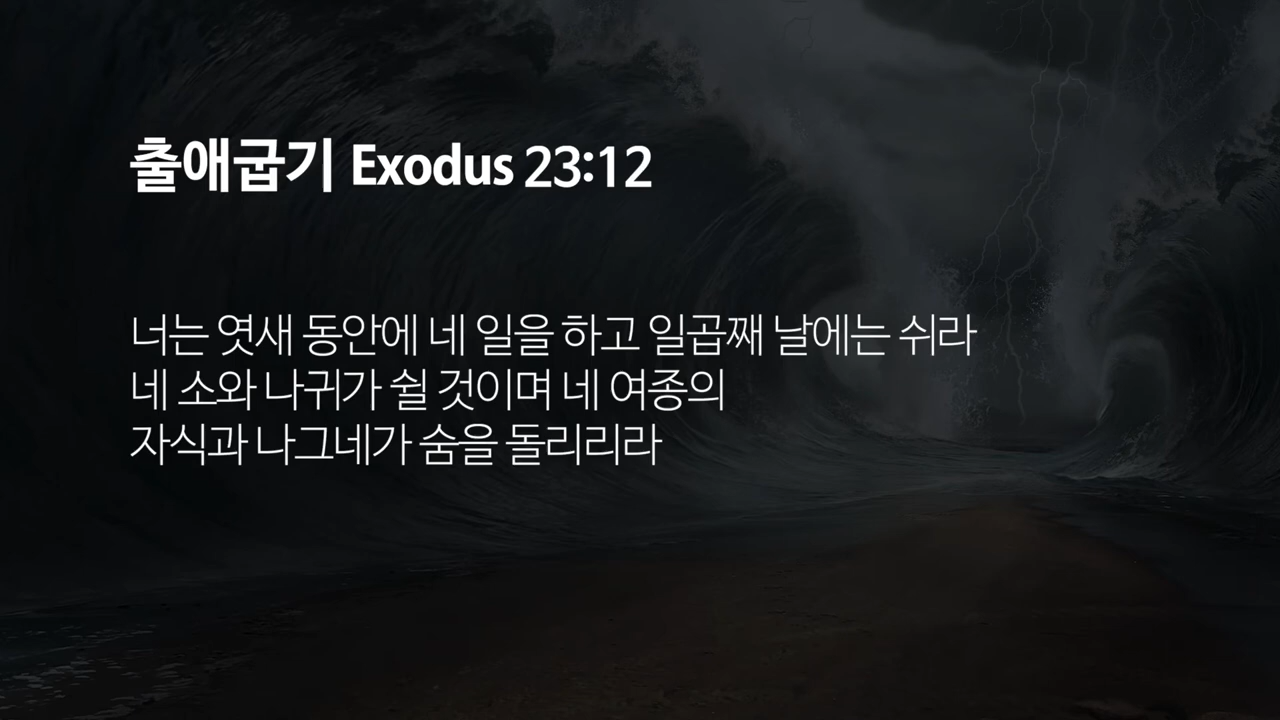 출애굽기 Exodus 23:12
너는 엿새 동안에 네 일을 하고 일곱째 날에는 쉬라
네 소와 나귀가 쉴 것이며 네 여종의
자식과 나그네가 숨을 돌리리라